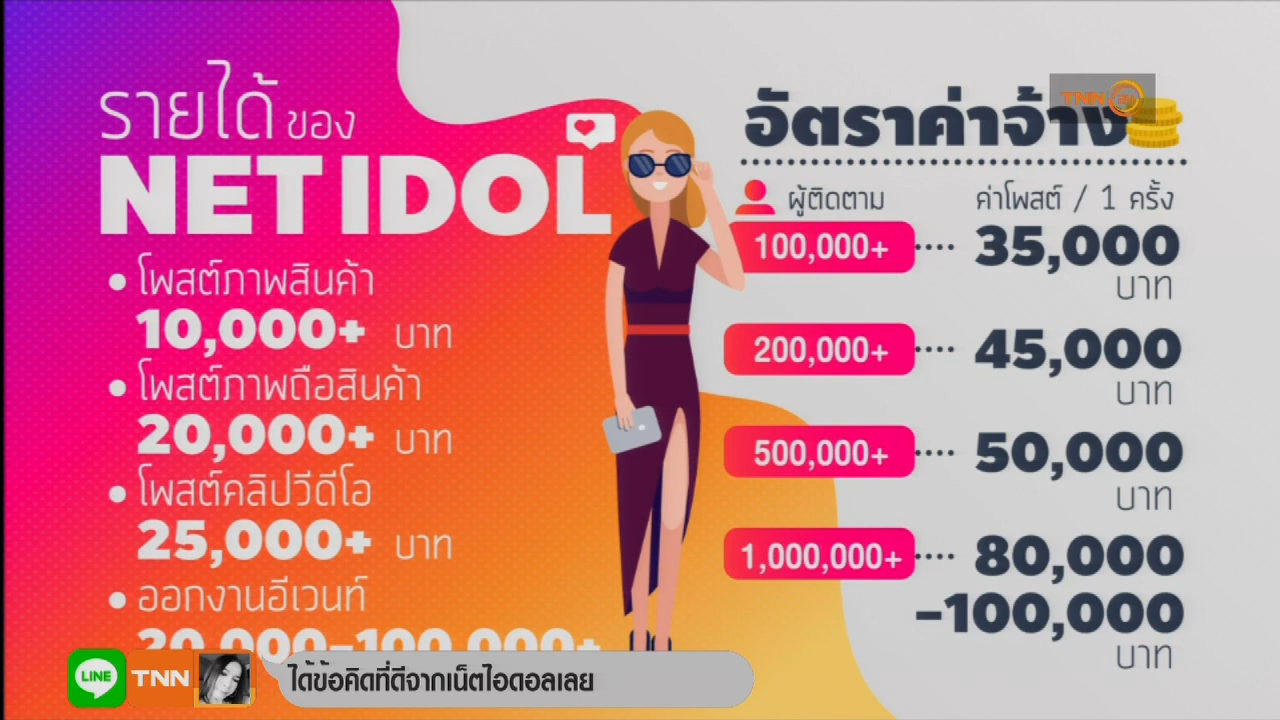 รายได้ ของ
NET IDOL
• โพสต์ภาพสินค้า
10,000+ บาท
• โพสต์ภาพถือสินค้า
20,000+ บาท
• โพสต์คลิปวีดีโอ
25,000+ บาท
• ออกงานอีเวนท์
อัตราค่าจ้าง
TNN 24
ผู้ติดตาม ค่าโพสต์ / 1 ครั้ง
100,000+ .... 35,000
บาท
200,000+ .... 45,000
บาท
500,000+ .... 50,000
บาท
1,000,000+ .... 80,000
–100,000
บาท
LINE TNN ได้ข้อคิดที่ดีจากเน็ตไอดอลเลย